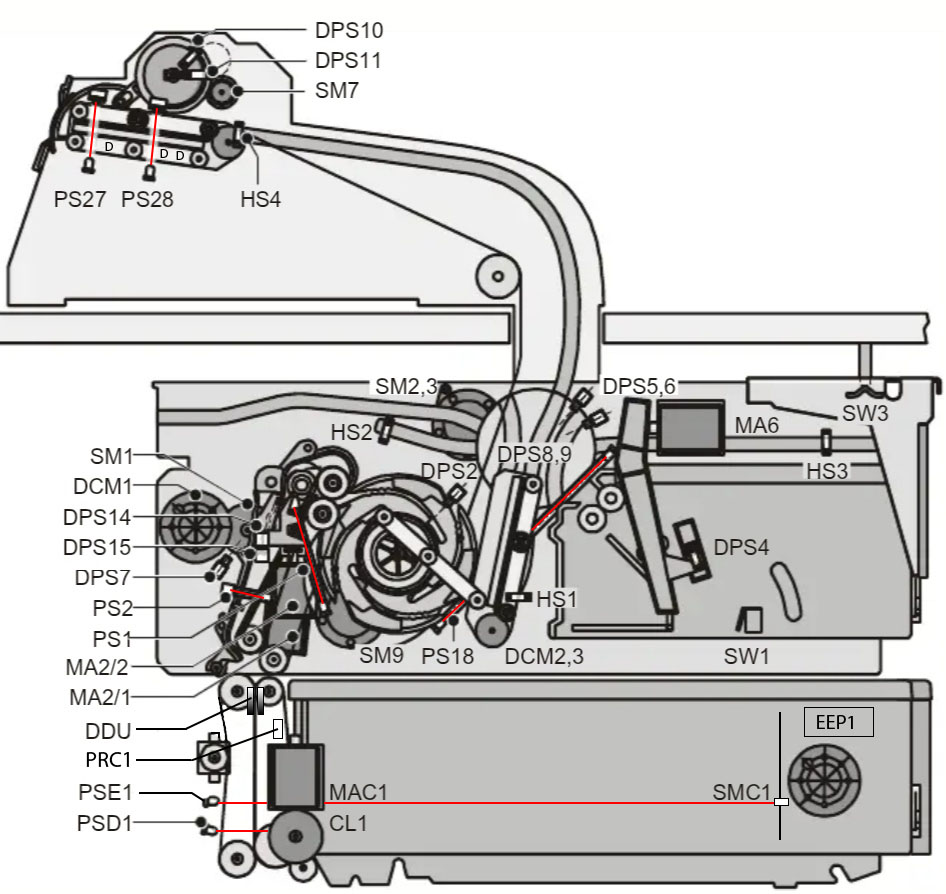 DPS10
DPS11
SM7
D
D D
PS27 PS28 HS4
SM2,3 DPS5,6
SW3
MA6
HS2
DPS8,9
SM1
DPS2
HS3
DCM1
DPS14
DPS15
DPS4
DPS7
PS2
HS1
PS1
SM9 PS18 DCM2,3 SW1
MA2/2
MA2/1
DDU
EEP1
PRC1
PSE1 MAC1 SMC1
PSD1 CL1